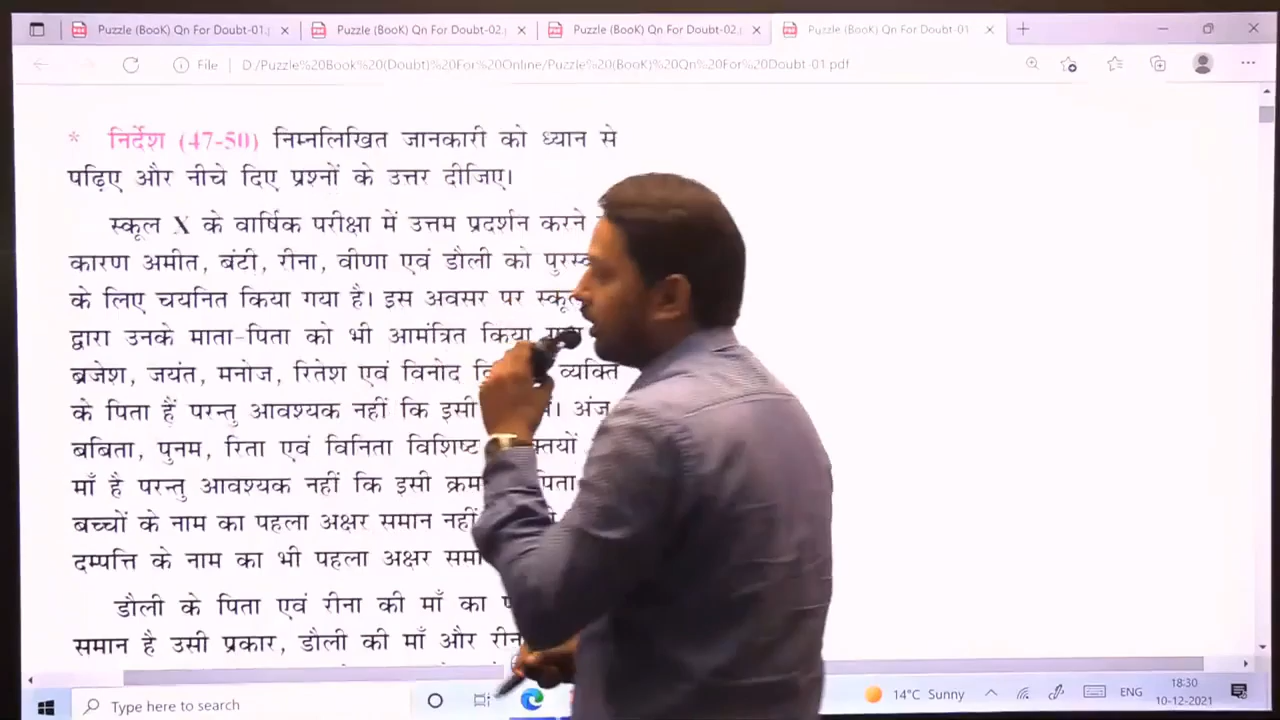 Puzzle (BooK) Qn For Doubt-01.p
Puzzle (BooK) Qn For Doubt-02.p
Puzzle (BooK) Qn For Doubt-02.p
Puzzle (BooK) Qn For Doubt-01
File D:/Puzzle%20Book%20(Doubt)%20For%20Online/Puzzle%20(BooK)%20Qn%20For%20Doubt-01.pdf
* निर्देश (47-50) निम्नलिखित जानकारी को ध्यान से
पढ़िए और नीचे दिए प्रश्नों के उत्तर दीजिए।
स्कूल X के वार्षिक परीक्षा में उत्तम प्रदर्शन करने
कारण अमीत, बंटी, रीना, वीणा एवं डौली को
के लिए चयनित किया गया है। इस अवसर पर
द्वारा उनके माता-पिता को भी आमंत्रित किया
ब्रजेश, जयंत, मनोज, रितेश एवं विनोद व्यक्ति
के पिता हैं परन्तु आवश्यक नहीं कि इसी
बबिता, पुनम, रिता एवं विनिता विशिष्ट
माँ है परन्तु आवश्यक नहीं कि इसी क्रम
बच्चों के नाम का पहला अक्षर समान नहीं
दम्पत्ति के नाम का भी पहला अक्षर
डौली के पिता एवं रीना की माँ का
समान है उसी प्रकार, डौली की माँ और
Type here to search
14°C Sunny
ENG
18:30
10-12-2021